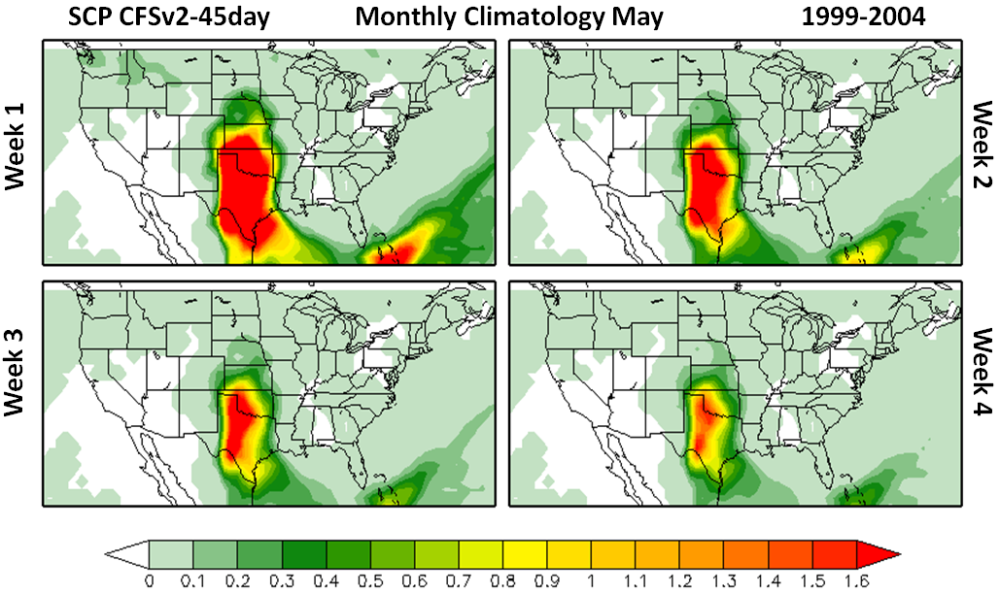 SCP CFSv2-45day Monthly Climatology May 1999-2004
Week 1
Week 2
Week 3
Week 4
0 0.1 0.2 0.3 0.4 0.5 0.6 0.7 0.8 0.9 1 1.1 1.2 1.3 1.4 1.5 1.6